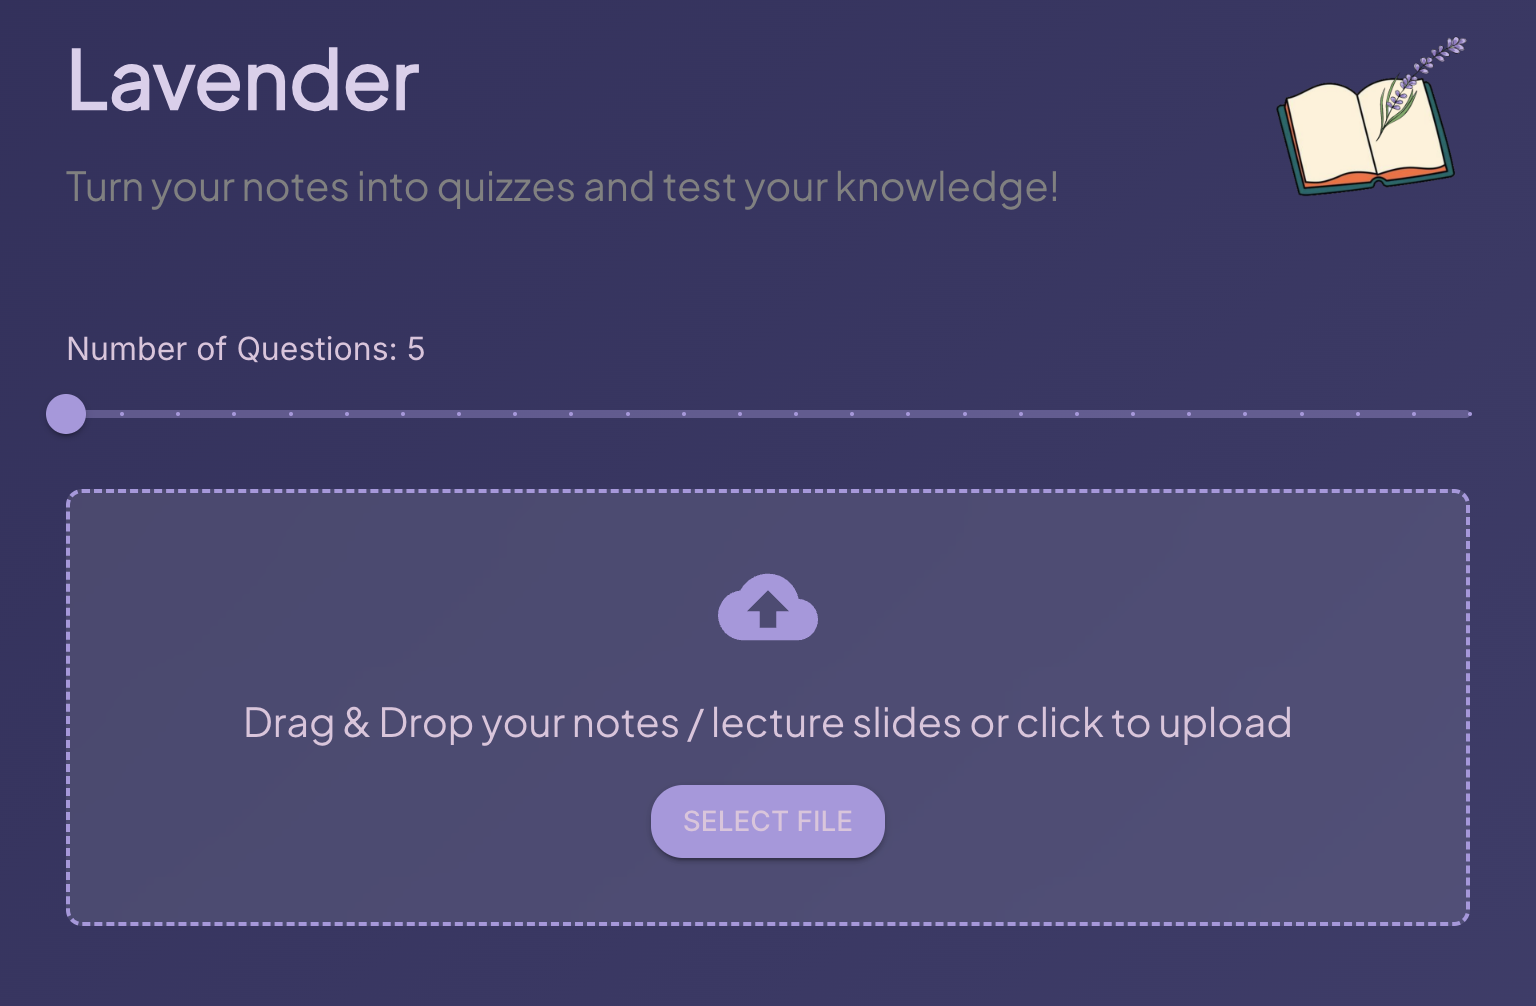 Lavender
Turn your notes into quizzes and test your knowledge!
Number of Questions: 5
Drag & Drop your notes / lecture slides or click to upload
SELECT FILE